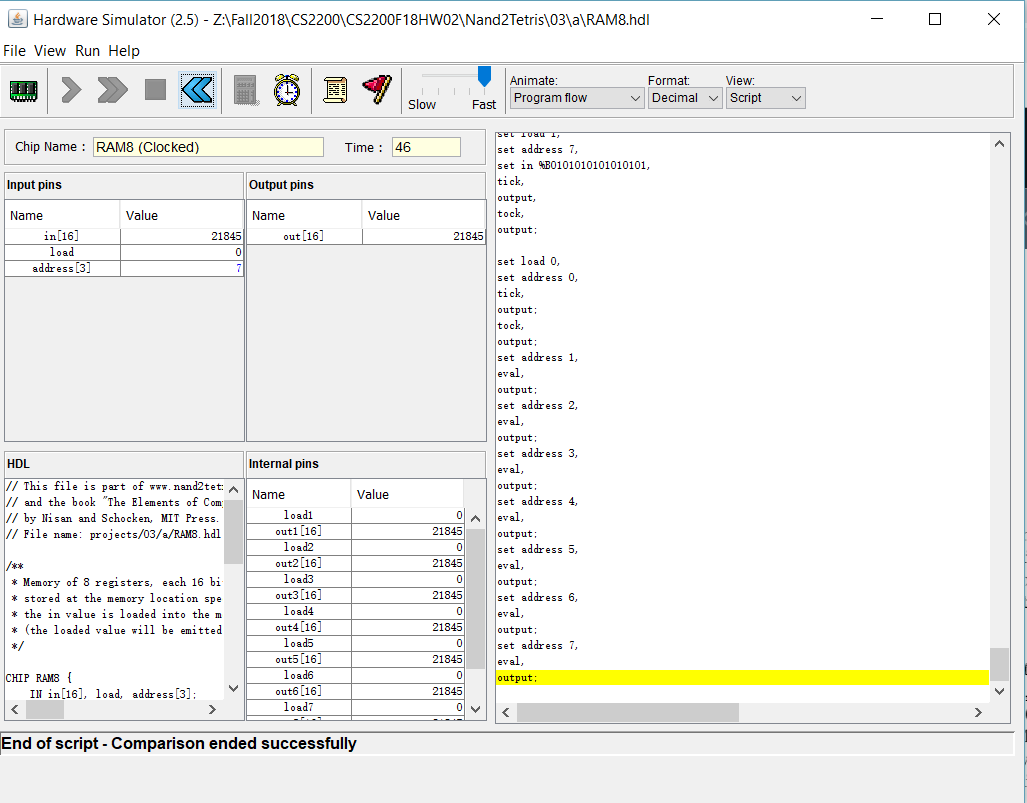 Hardware Simulator (2.5) - Z:\Fall2018\CS2200\CS2200F18HW02\Nand2Tetris\03\a\RAM8.hdl
File View Run Help
Slow Fast
Animate:
Program flow
Format:
Decimal
View:
Script
Chip Name : RAM8 (Clocked) Time : 46
Input pins
Name Value
in[16] 21845
load 0
address[3] 7
Output pins
Name Value
out[16] 21845
HDL
// This file is part of www.nand2tet
// and the book "The Elements of Com
// by Nisan and Schocken, MIT Press.
// File name: projects/03/a/RAM8.hdl
/**
* Memory of 8 registers, each 16 bi
* stored at the memory location spe
* the in value is loaded into the m
* (the loaded value will be emitted
*/
CHIP RAM8 {
IN in[16], load, address[3];
Internal pins
Name Value
load1 0
out1[16] 21845
load2 0
out2[16] 21845
load3 0
out3[16] 21845
load4 0
out4[16] 21845
load5 0
out5[16] 21845
load6 0
out6[16] 21845
load7 0
set load 1,
set address 7,
set in %B0101010101010101,
tick,
output,
tock,
output;
set load 0,
set address 0,
tick,
output;
tock,
output;
set address 1,
eval,
output;
set address 2,
eval,
output;
set address 3,
eval,
output;
set address 4,
eval,
output;
set address 5,
eval,
output;
set address 6,
eval,
output;
set address 7,
eval,
output;
End of script - Comparison ended successfully